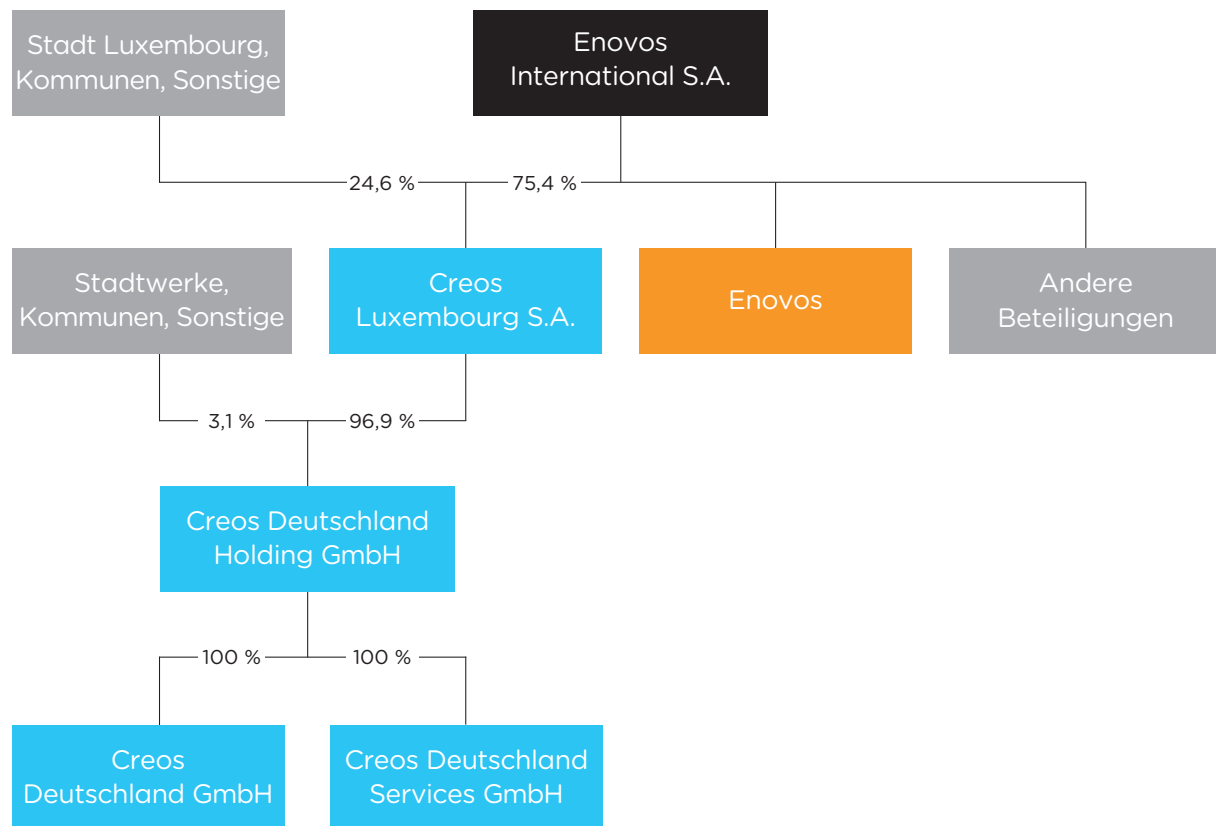 Stadt Luxembourg,
Kommunen, Sonstige
Enovos
International S.A.
24,6 %
75,4 %
Stadtwerke,
Kommunen, Sonstige
Creos
Luxembourg S.A.
Enovos
Andere
Beteiligungen
3,1 %
96,9 %
Creos Deutschland
Holding GmbH
100 %
100 %
Creos
Deutschland GmbH
Creos Deutschland
Services GmbH